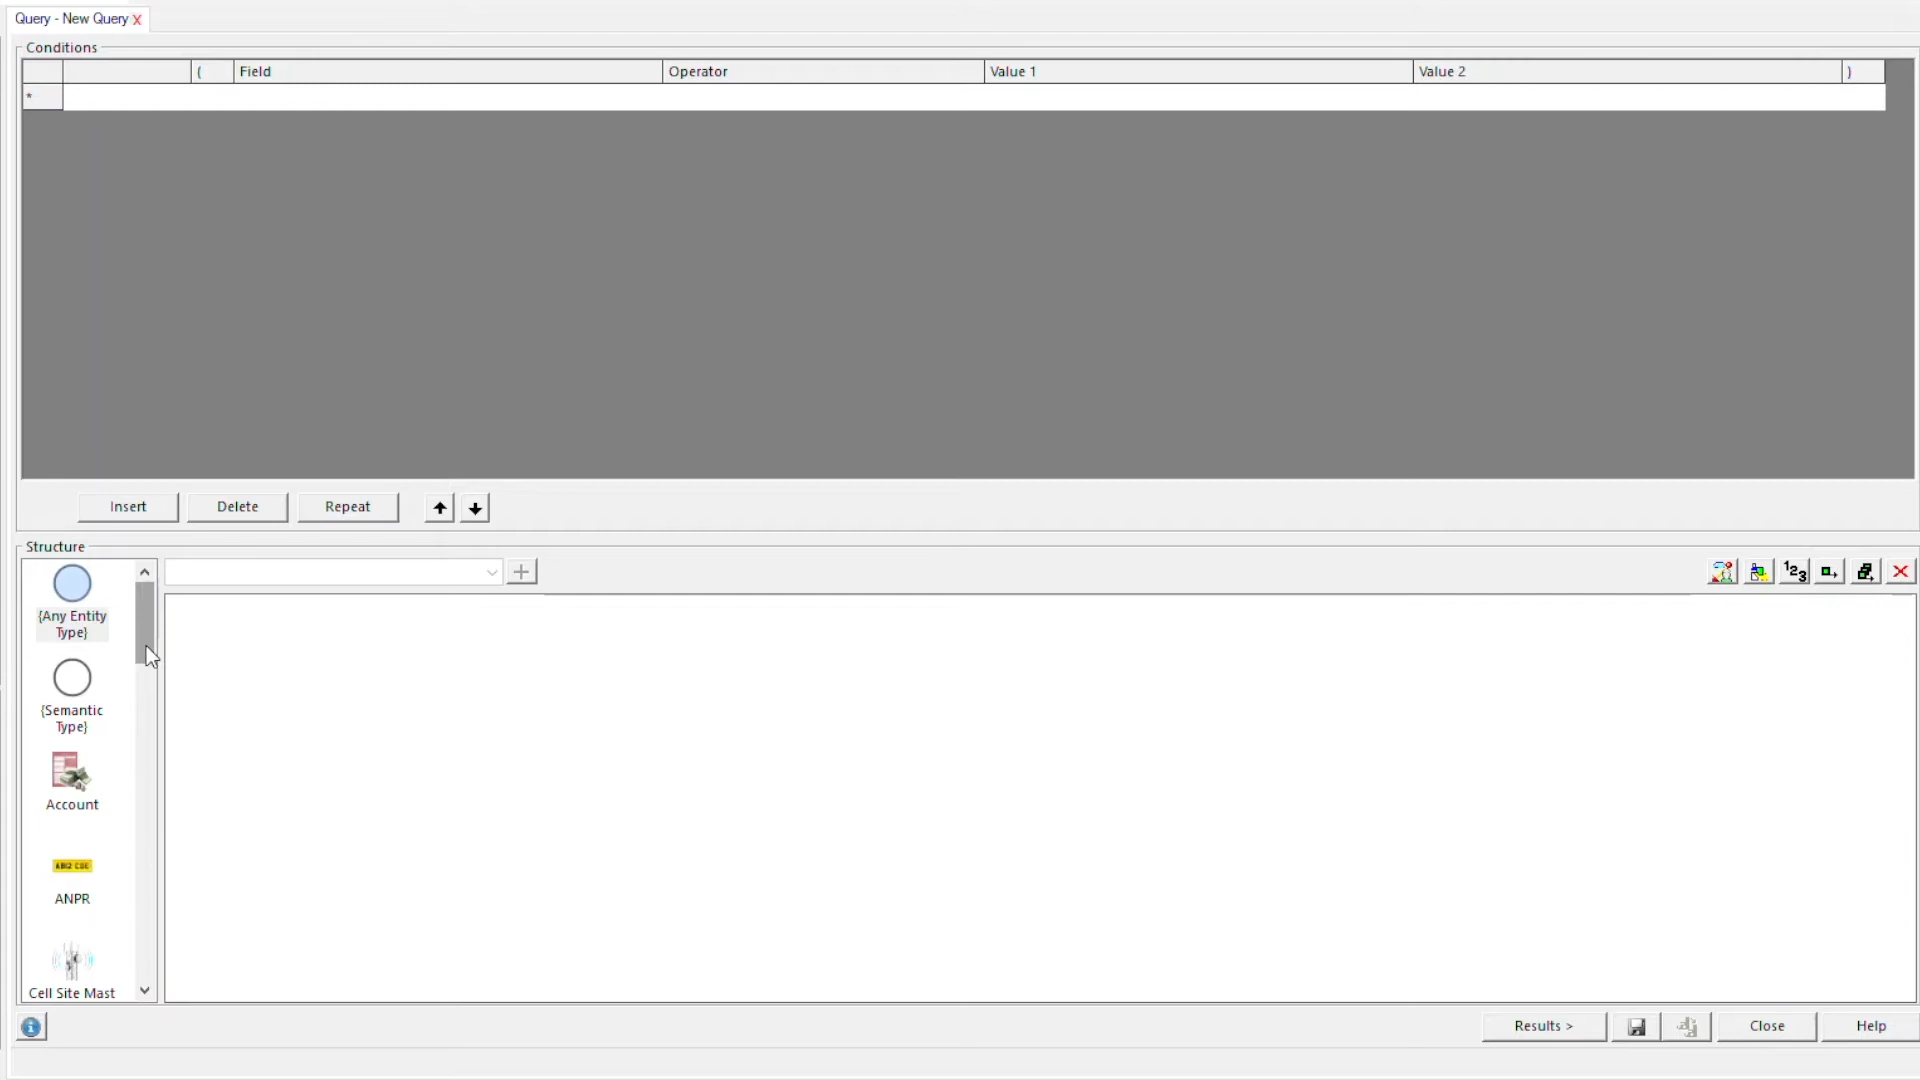 Query - New Query X
Conditions
( Field Operator Value 1 Value 2 )
*
Insert Delete Repeat
Structure
{Any Entity
Type}
{Semantic
Type}
Account
ANPR
Cell Site Mast
123
Results > Close Help